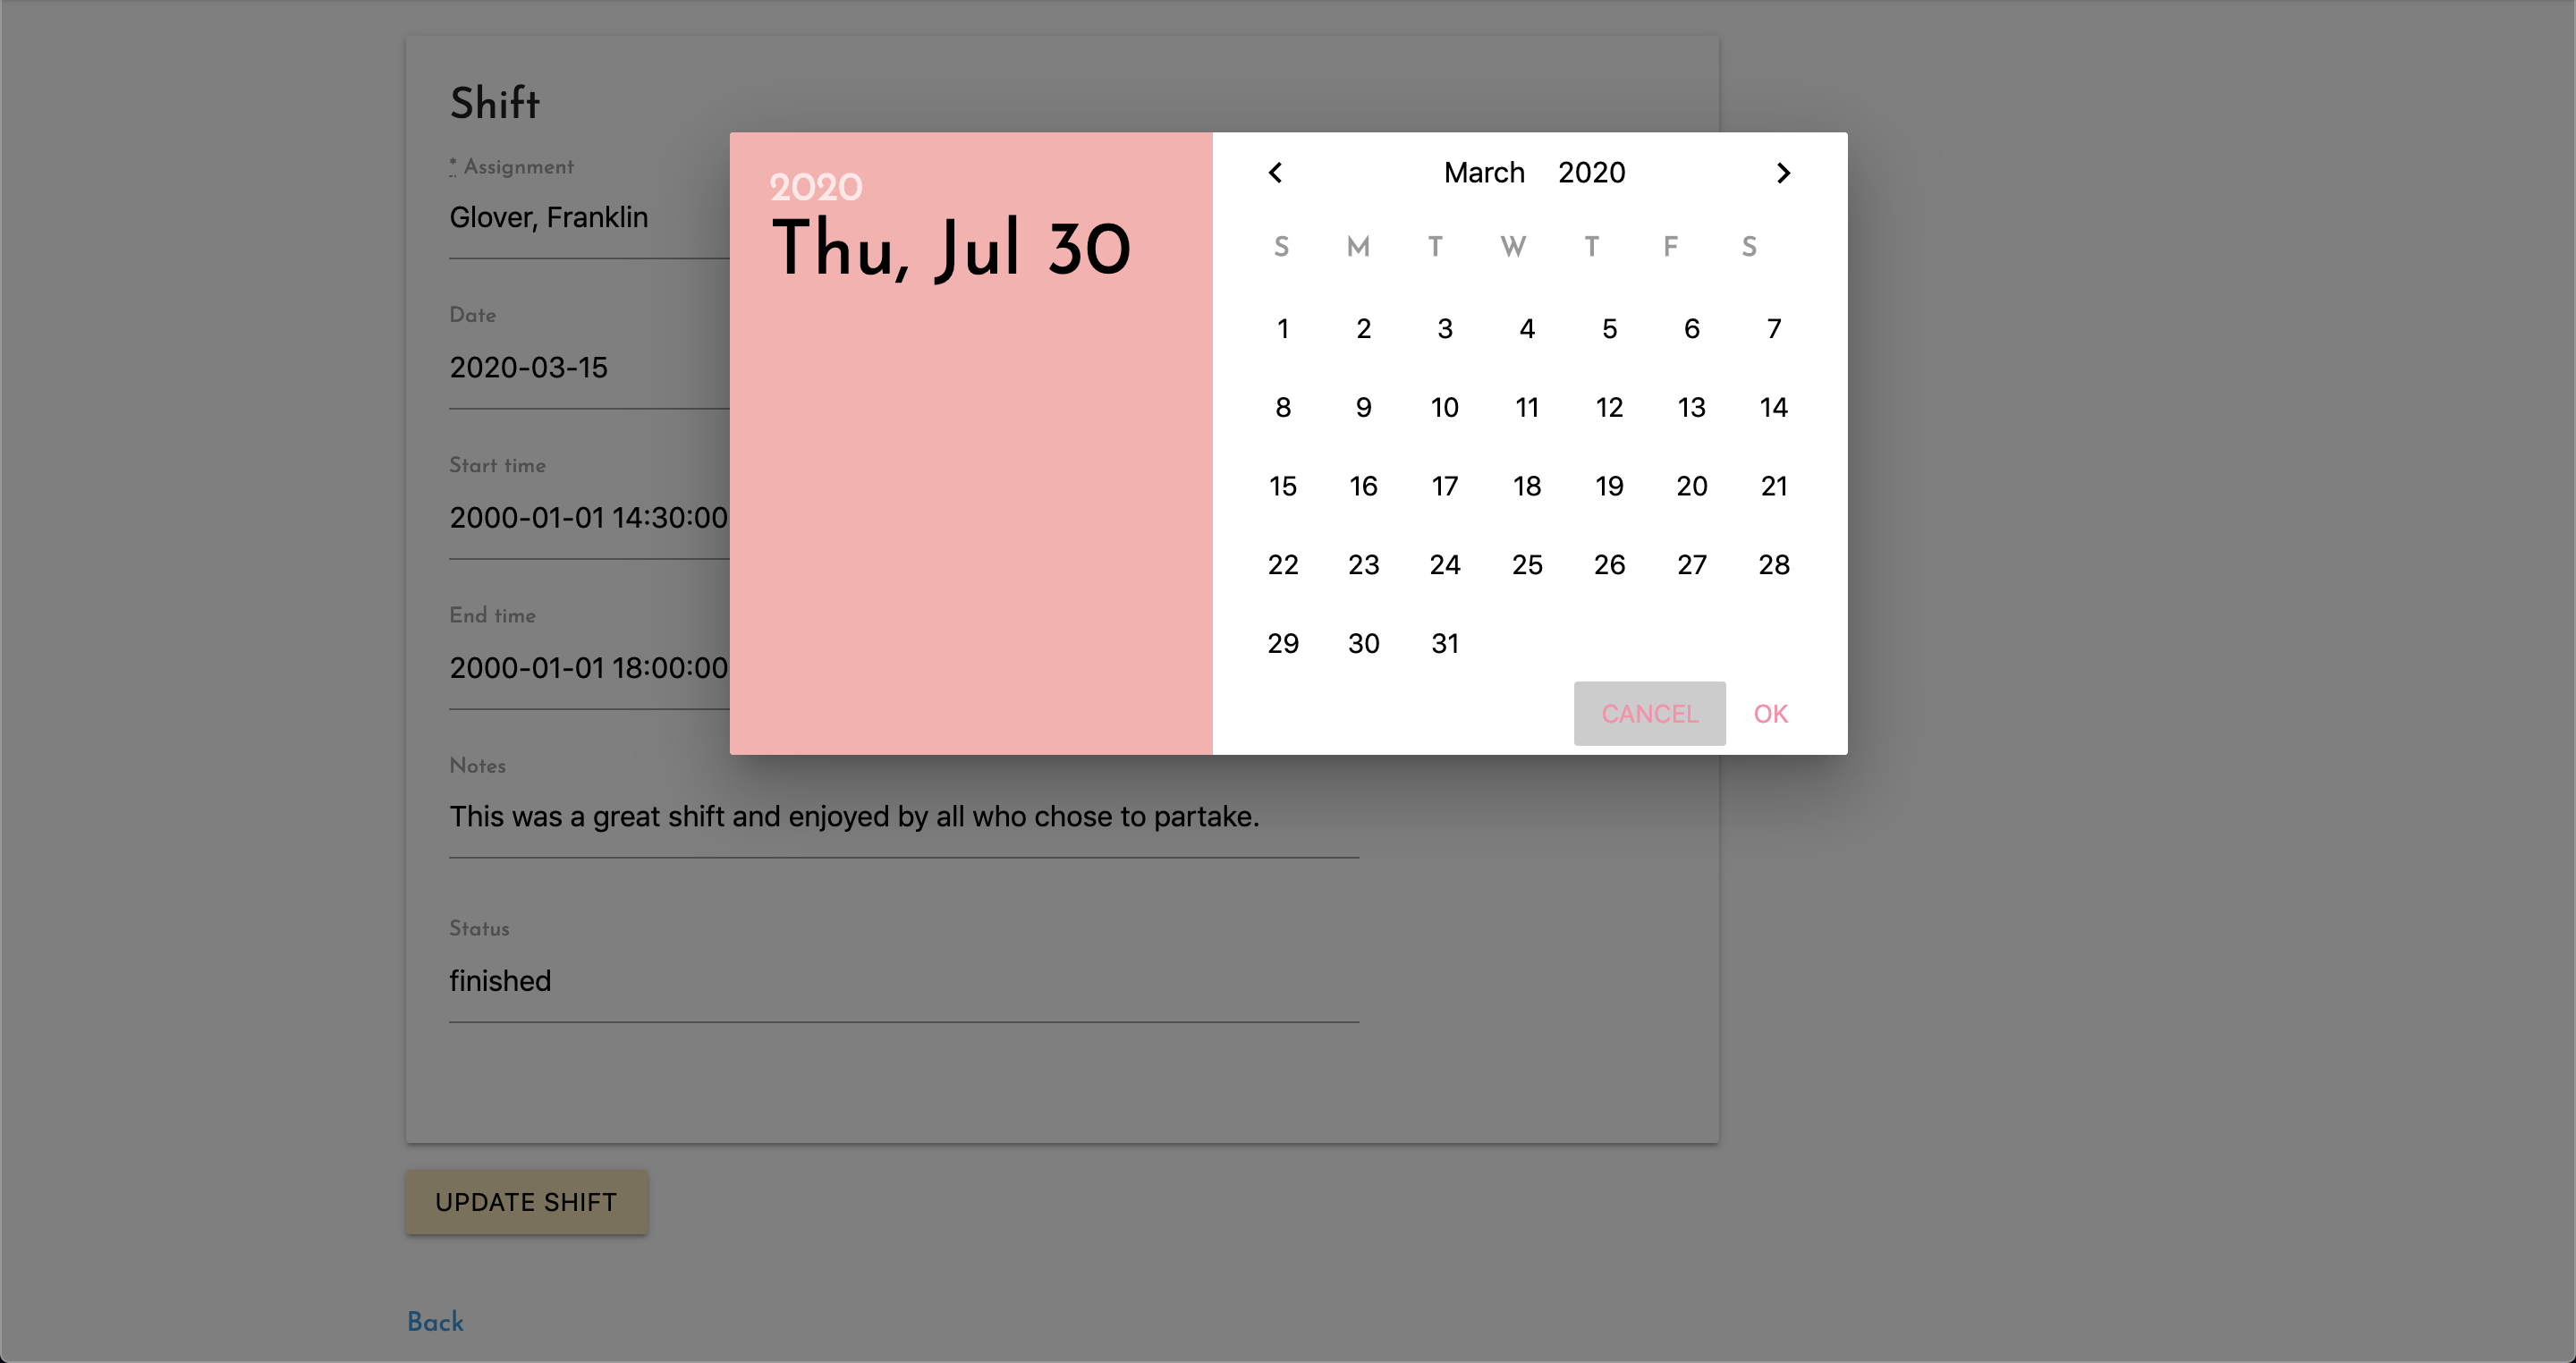 Shift
* Assignment
Glover, Franklin
Date
2020-03-15
Start time
2000-01-01 14:30:00
End time
2000-01-01 18:00:00
Notes
This was a great shift and enjoyed by all who chose to partake.
Status
finished
UPDATE SHIFT
Back
2020
Thu, Jul 30
March 2020
S M T W T F S
1 2 3 4 5 6 7
8 9 10 11 12 13 14
15 16 17 18 19 20 21
22 23 24 25 26 27 28
29 30 31
CANCEL OK